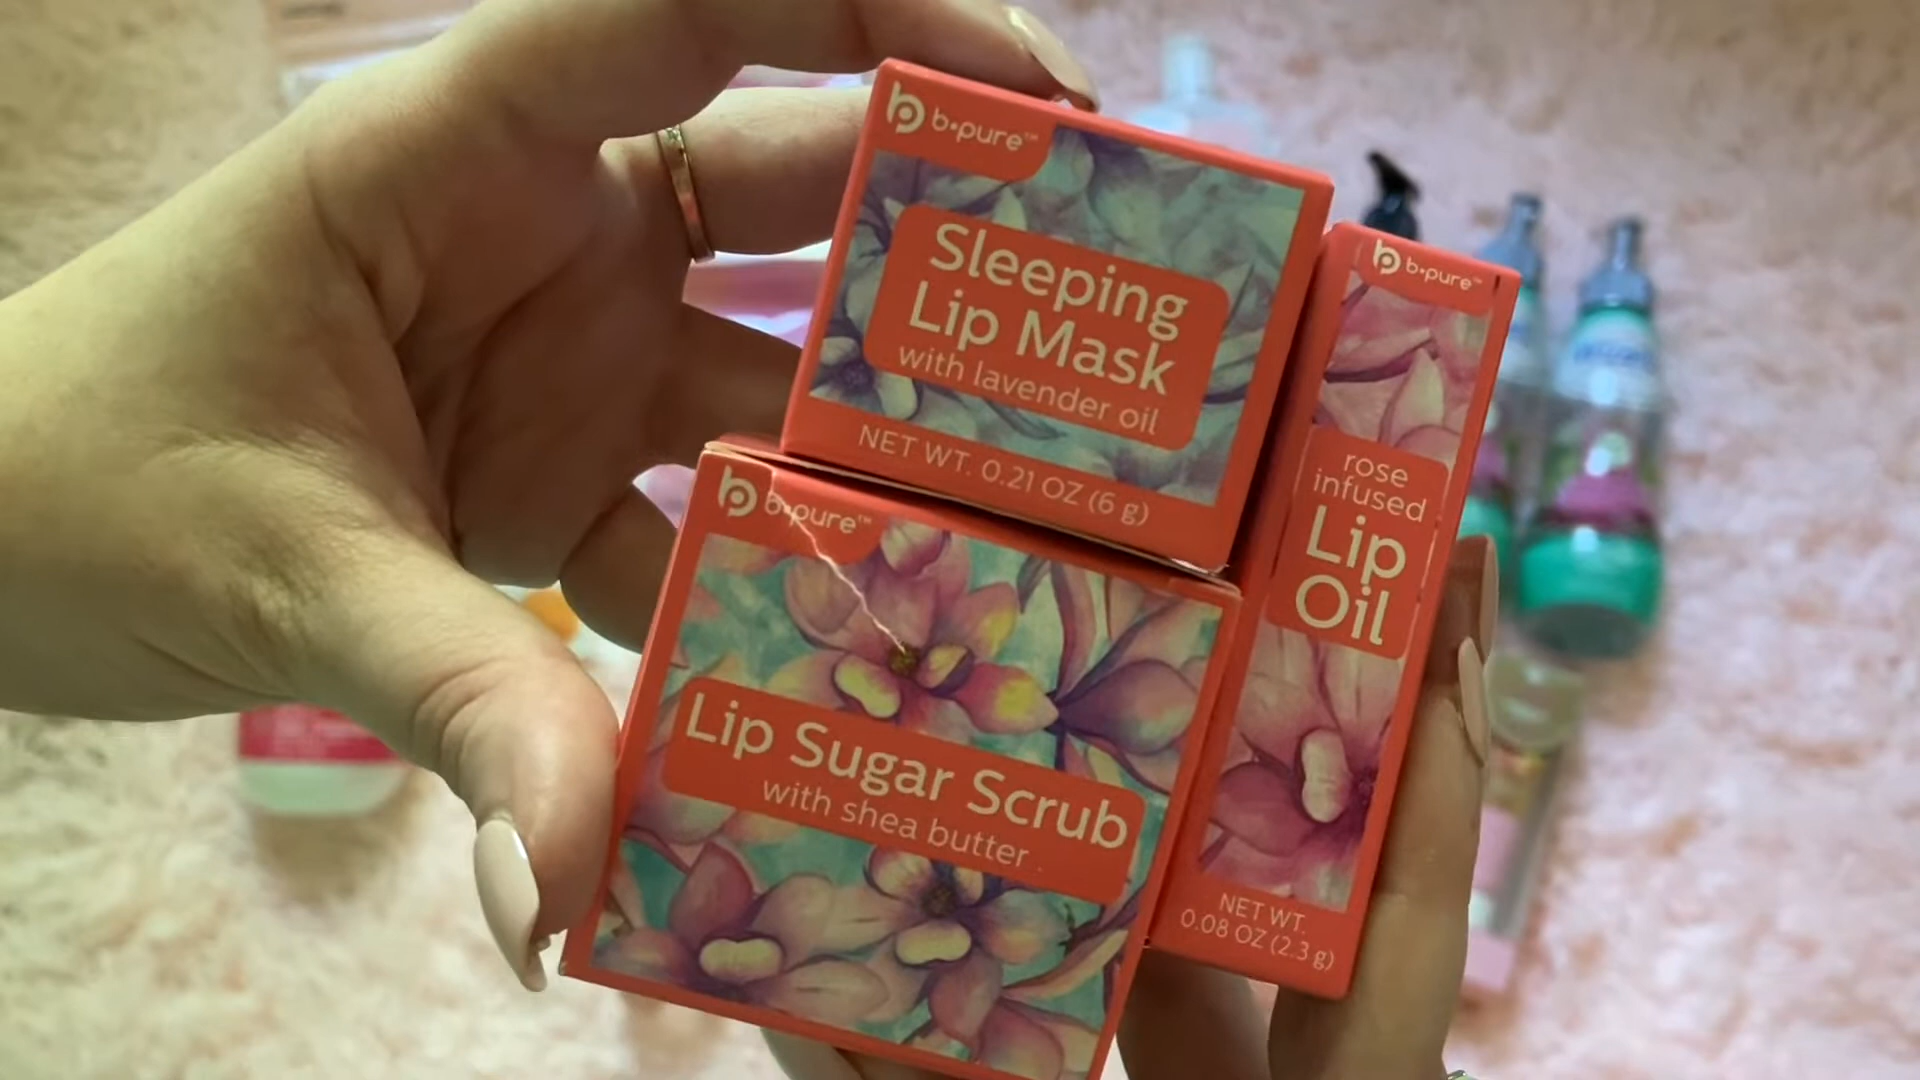 b•pure™
Sleeping
Lip Mask
with lavender oil
NET WT. 0.21 OZ (6 g)
b•pure™
rose
infused
Lip
Oil
NET WT.
0.08 OZ (2.3 g)
b•pure™
Lip Sugar Scrub
with shea butter